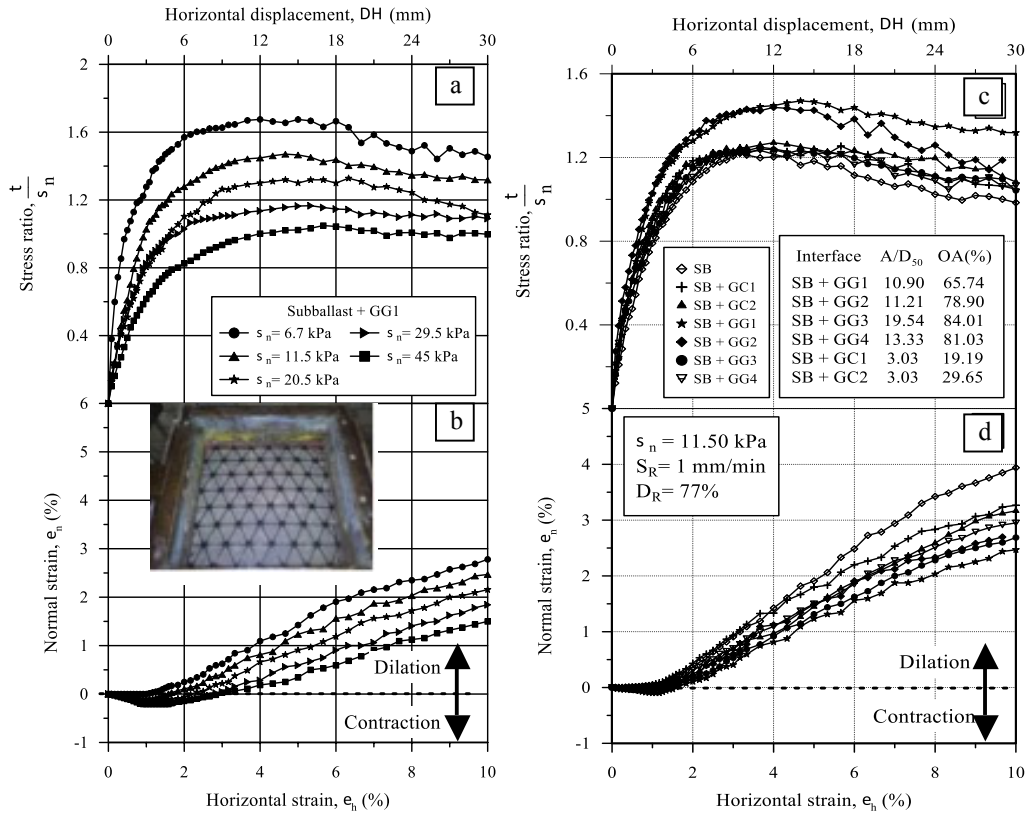 Horizontal displacement, DH (mm)
0 6 12 18 24 30
2
1.6
1.2
0.8
0.4
Stress ratio, t/s n
a
Subballast + GG1
s n= 6.7 kPa
s n= 29.5 kPa
s n= 11.5 kPa
s n= 45 kPa
s n= 20.5 kPa
6
5
4
3
2
1
0
-1
Normal strain, e n (%)
b
Dilation
Contraction
0 2 4 6 8 10
Horizontal strain, e h (%)
Horizontal displacement, DH (mm)
0 6 12 18 24 30
1.6
1.2
0.8
0.4
Stress ratio, t/s n
c
SB
SB + GC1
SB + GC2
SB + GG1
SB + GG2
SB + GG3
SB + GG4
Interface A/D50 OA(%)
SB + GG1 10.90 65.74
SB + GG2 11.21 78.90
SB + GG3 19.54 84.01
SB + GG4 13.33 81.03
SB + GC1 3.03 19.19
SB + GC2 3.03 29.65
5
4
3
2
1
0
-1
Normal strain, e n (%)
d
s n = 11.50 kPa
SR= 1 mm/min
DR= 77%
Dilation
Contraction
0 2 4 6 8 10
Horizontal strain, e h (%)